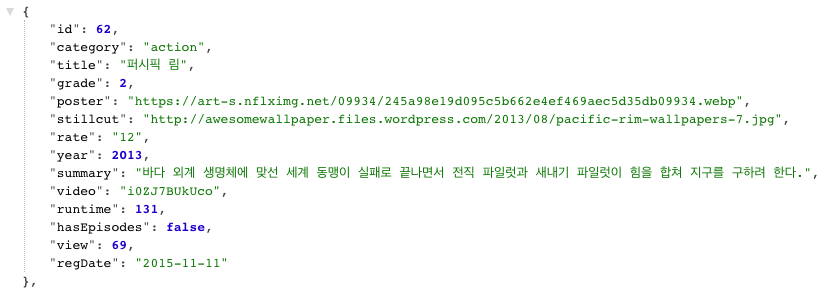 {
"id": 62,
"category": "action",
"title": "퍼시픽 림",
"grade": 2,
"poster": "https://art-s.nflximg.net/09934/245a98e19d095c5b662e4ef469aec5d35db09934.webp",
"stillcut": "http://awesomewallpaper.files.wordpress.com/2013/08/pacific-rim-wallpapers-7.jpg",
"rate": "12",
"year": 2013,
"summary": "바다 외계 생명체에 맞선 세계 동맹이 실패로 끝나면서 전직 파일럿과 새내기 파일럿이 힘을 합쳐 지구를 구하려 한다.",
"video": "i0ZJ7BUkUco",
"runtime": 131,
"hasEpisodes": false,
"view": 69,
"regDate": "2015-11-11"
},